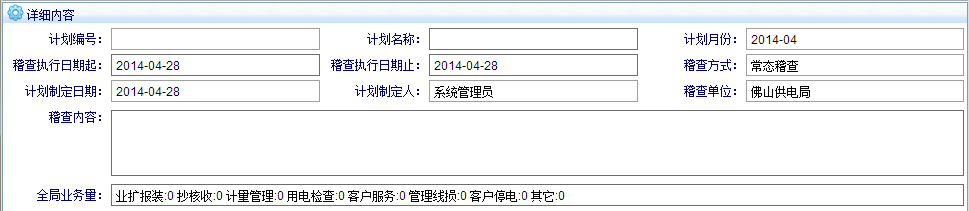 详细内容
计划编号: 计划名称: 计划月份: 2014-04
稽查执行日期起: 2014-04-28 稽查执行日期止: 2014-04-28 稽查方式: 常态稽查
计划制定日期: 2014-04-28 计划制定人: 系统管理员 稽查单位: 佛山供电局
稽查内容:
全局业务量: 业扩报装:0 抄核收:0 计量管理:0 用电检查:0 客户服务:0 管理线损:0 客户停电:0 其它:0